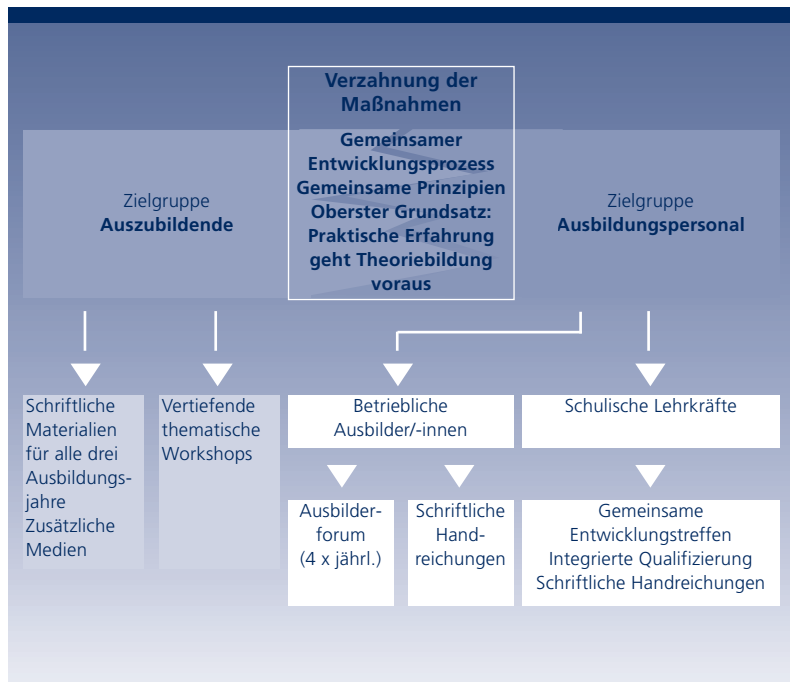 Verzahnung der
Maßnahmen
Gemeinsamer
Entwicklungsprozess
Gemeinsame Prinzipien
Oberster Grundsatz:
Praktische Erfahrung
geht Theoriebildung
voraus
Zielgruppe
Auszubildende
Zielgruppe
Ausbildungspersonal
Schriftliche
Materialien
für alle drei
Ausbildungs-
jahre
Zusätzliche
Medien
Vertiefende
thematische
Workshops
Betriebliche
Ausbilder/-innen
Schulische Lehrkräfte
Ausbilder-
forum
(4 x jährl.)
Schriftliche
Hand-
reichungen
Gemeinsame
Entwicklungstreffen
Integrierte Qualifizierung
Schriftliche Handreichungen